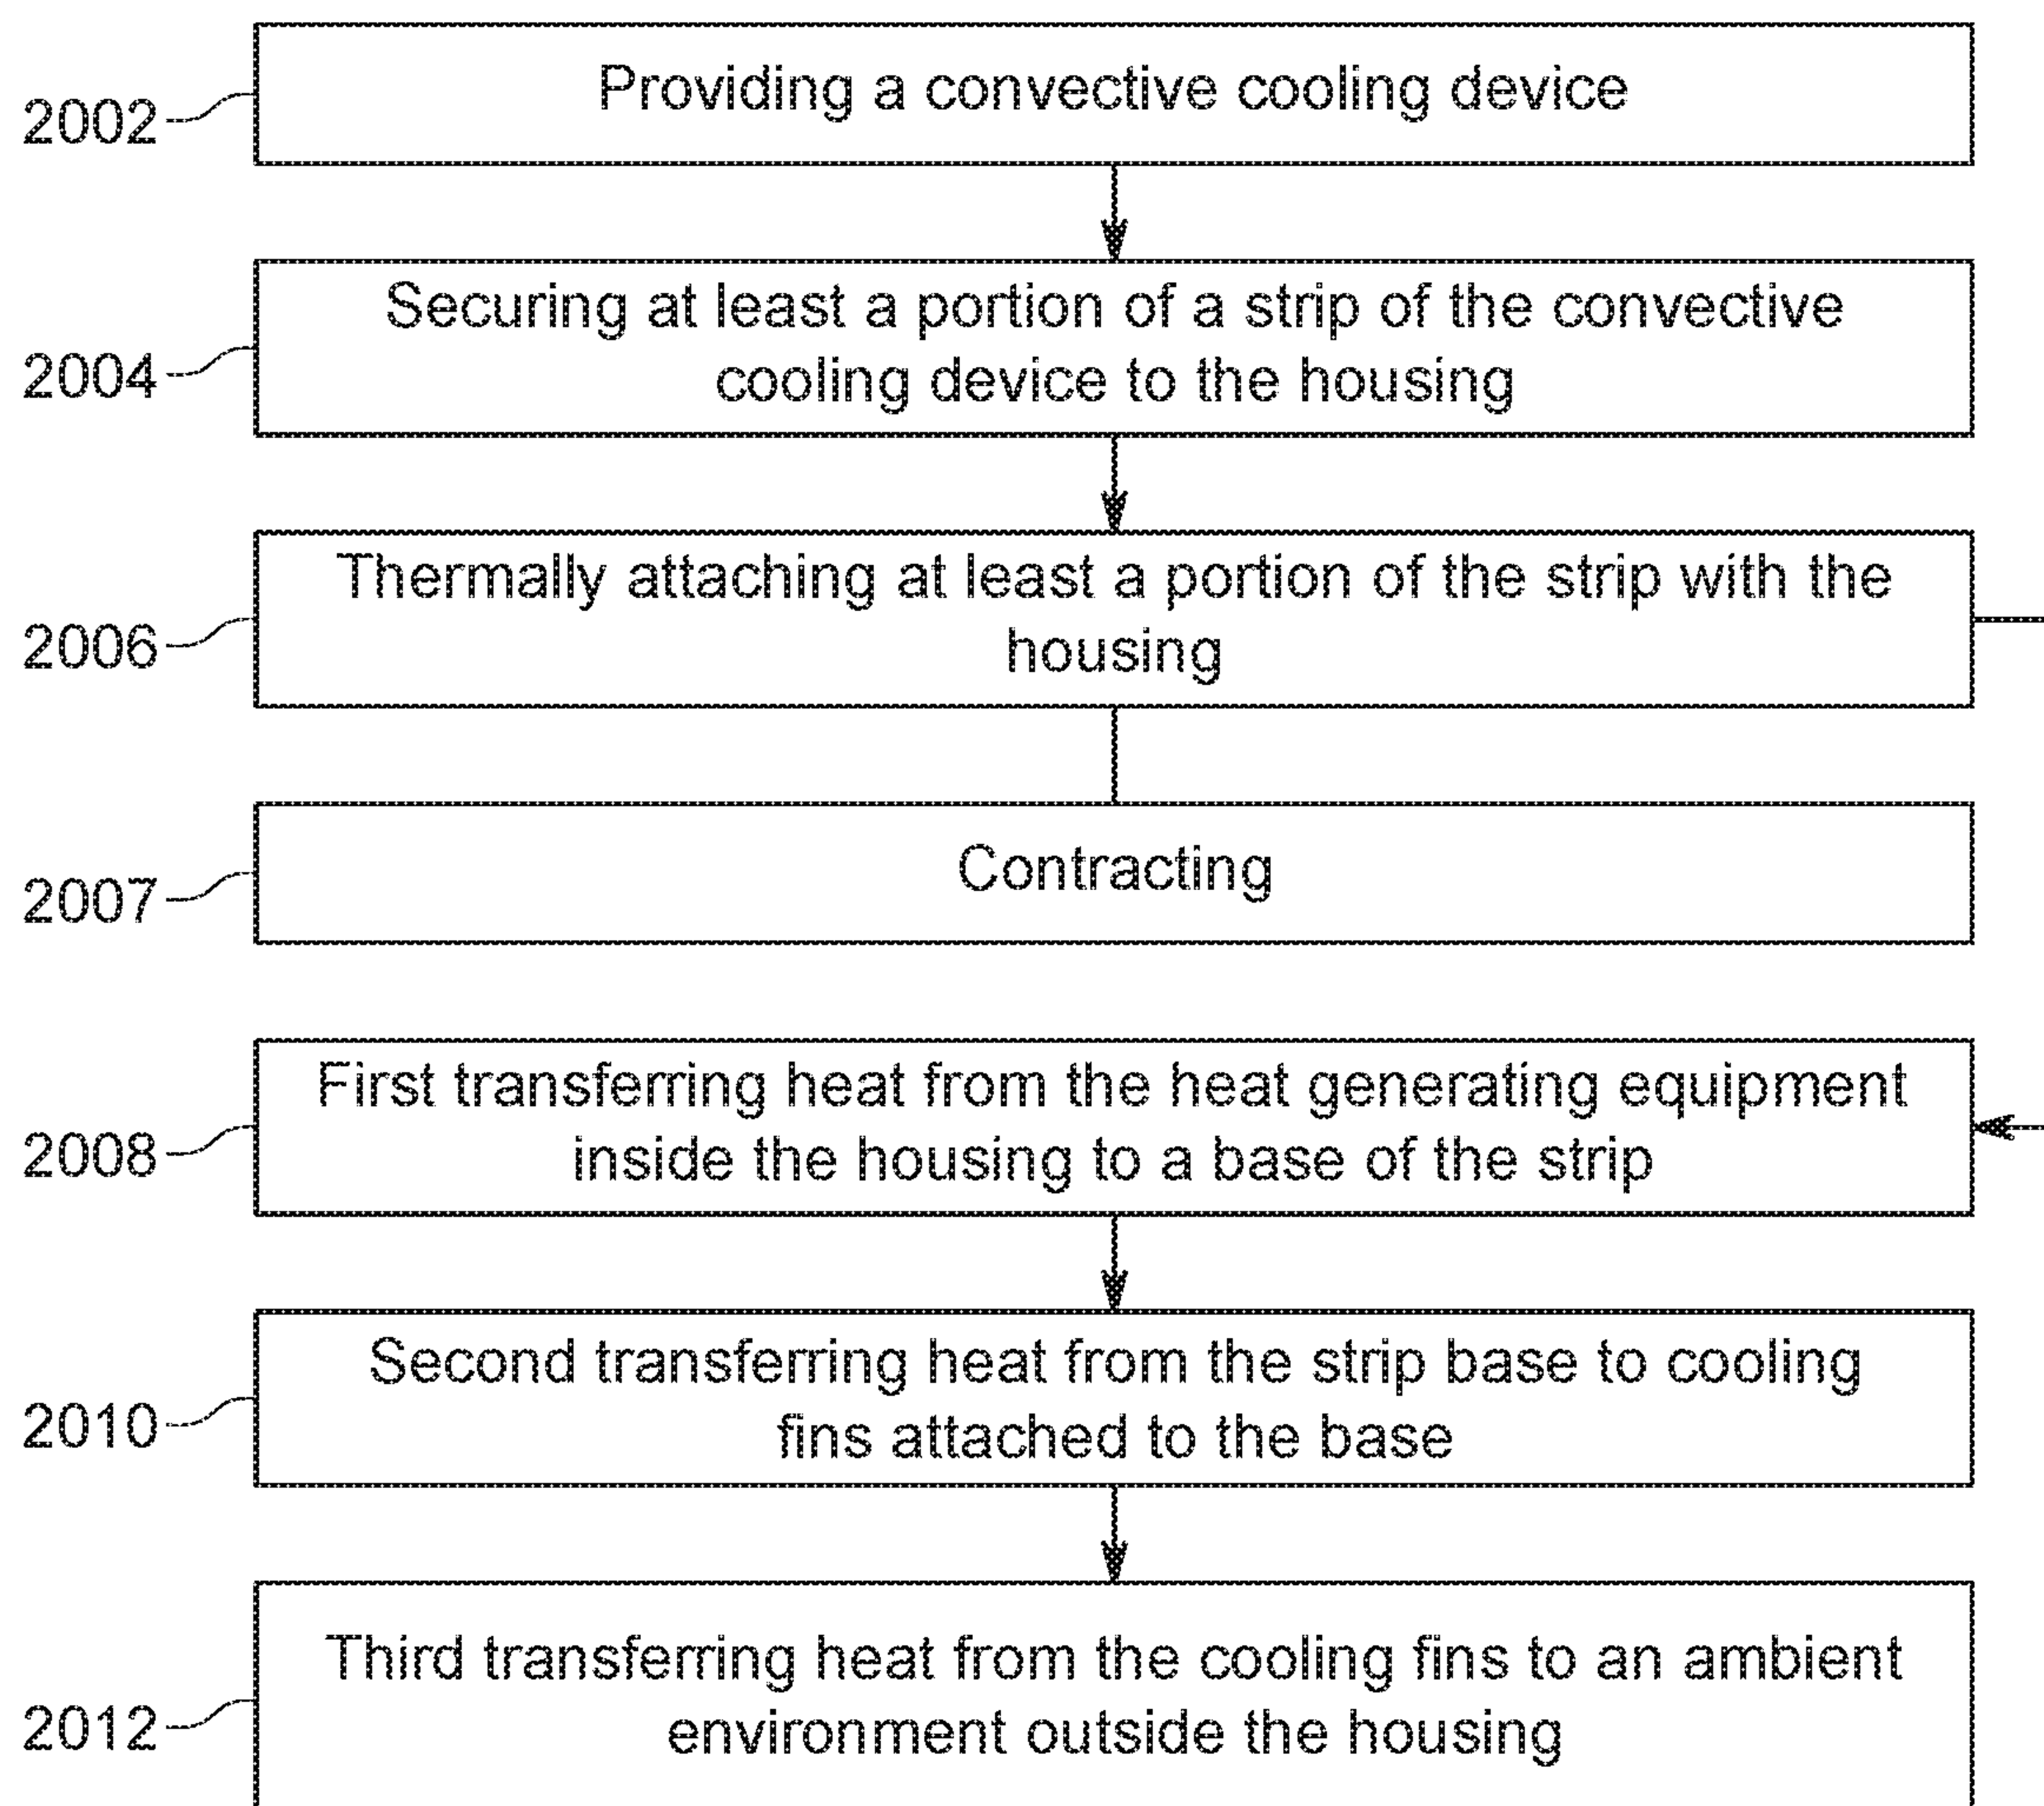 2002
Providing a convective cooling device
2004
Securing at least a portion of a strip of the convective
cooling device to the housing
2006
Thermally attaching at least a portion of the strip with the
housing
2007
Contracting
2008
First transferring heat from the heat generating equipment
inside the housing to a base of the strip
2010
Second transferring heat from the strip base to cooling
fins attached to the base
2012
Third transferring heat from the cooling fins to an ambient
environment outside the housing